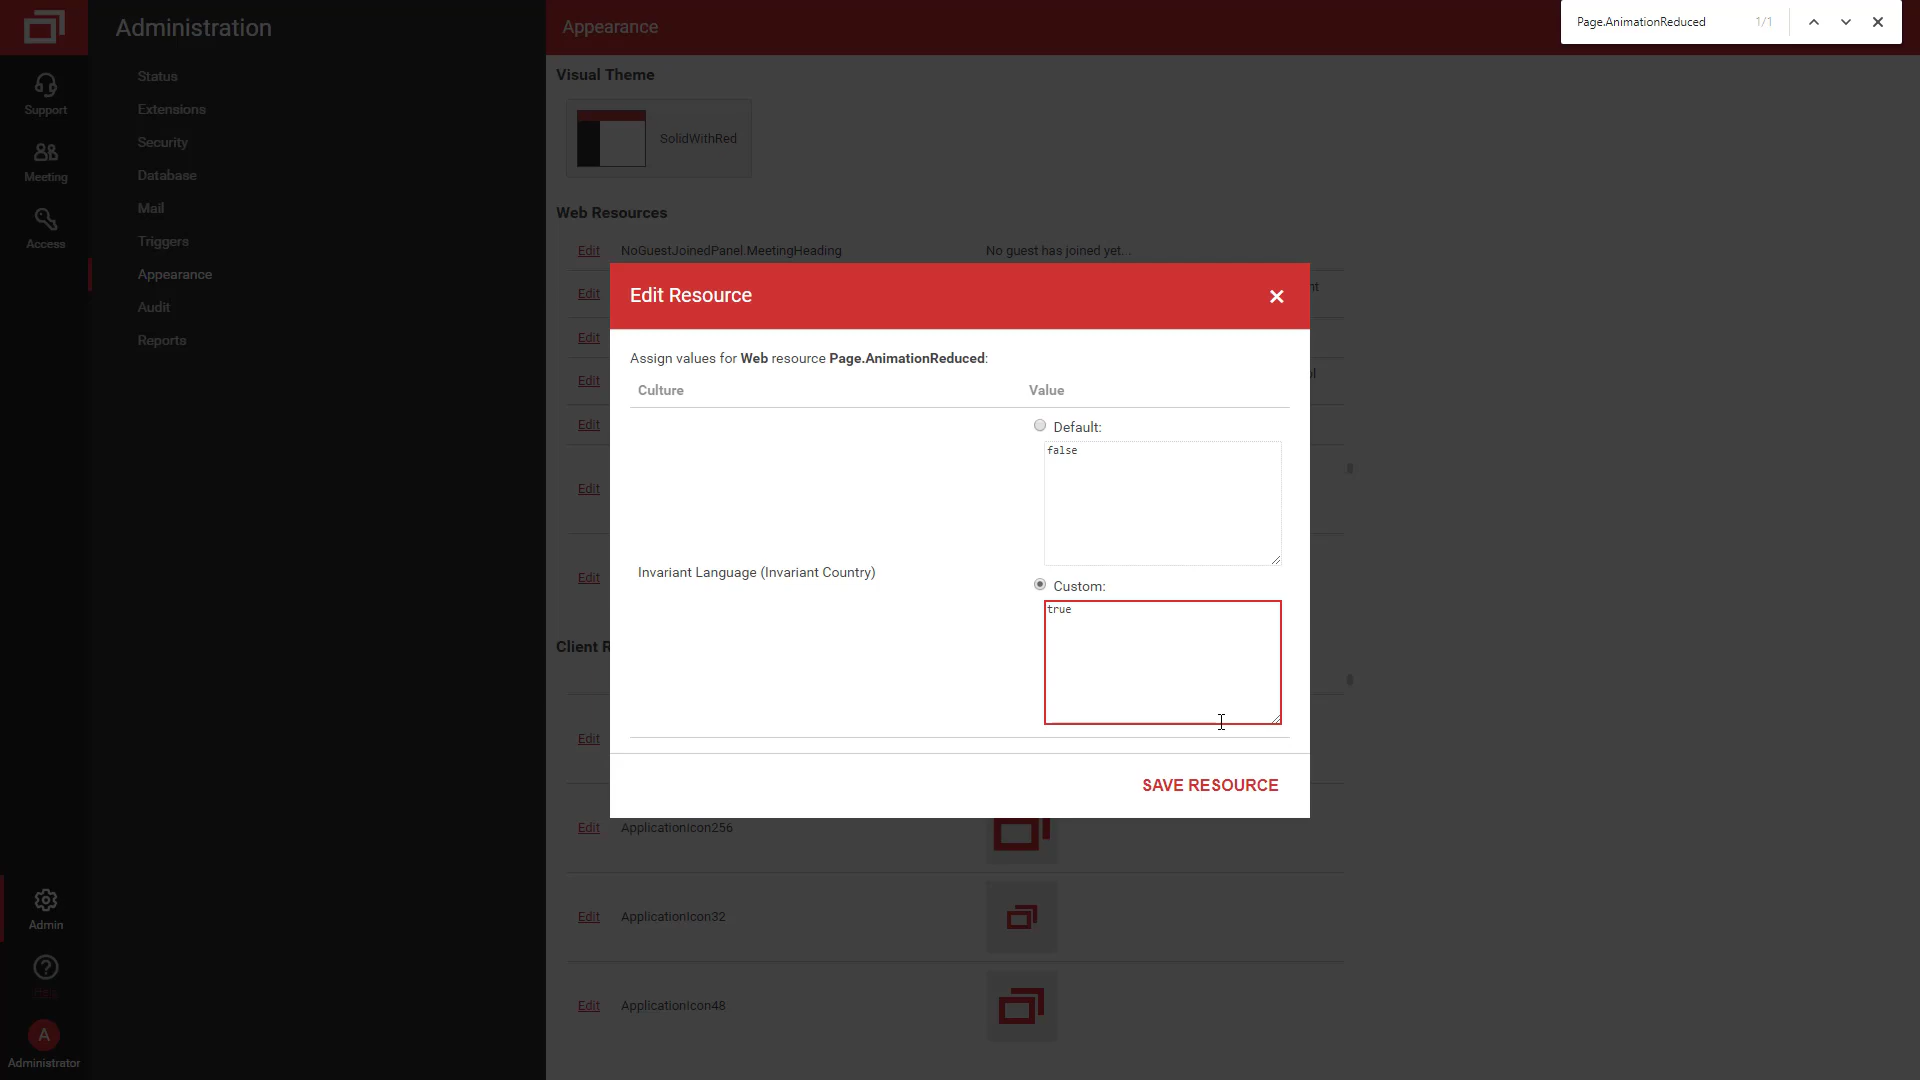 Administration
Appearance
Page.AnimationReduced 1/1
Support
Meeting
Access
Status
Extensions
Security
Database
Mail
Triggers
Appearance
Audit
Reports
Visual Theme
SolidWithRed
Web Resources
Edit NoGuestJoinedPanel.MeetingHeading No guest has joined yet...
Edit
Edit
Edit
Edit
Edit
Edit
Edit Resource
Assign values for Web resource Page.AnimationReduced:
Culture Value
Default:
false
Invariant Language (Invariant Country)
Custom:
true
SAVE RESOURCE
Client R
Edit
Edit ApplicationIcon256
Edit ApplicationIcon32
Edit ApplicationIcon48
Admin
A
Administrator